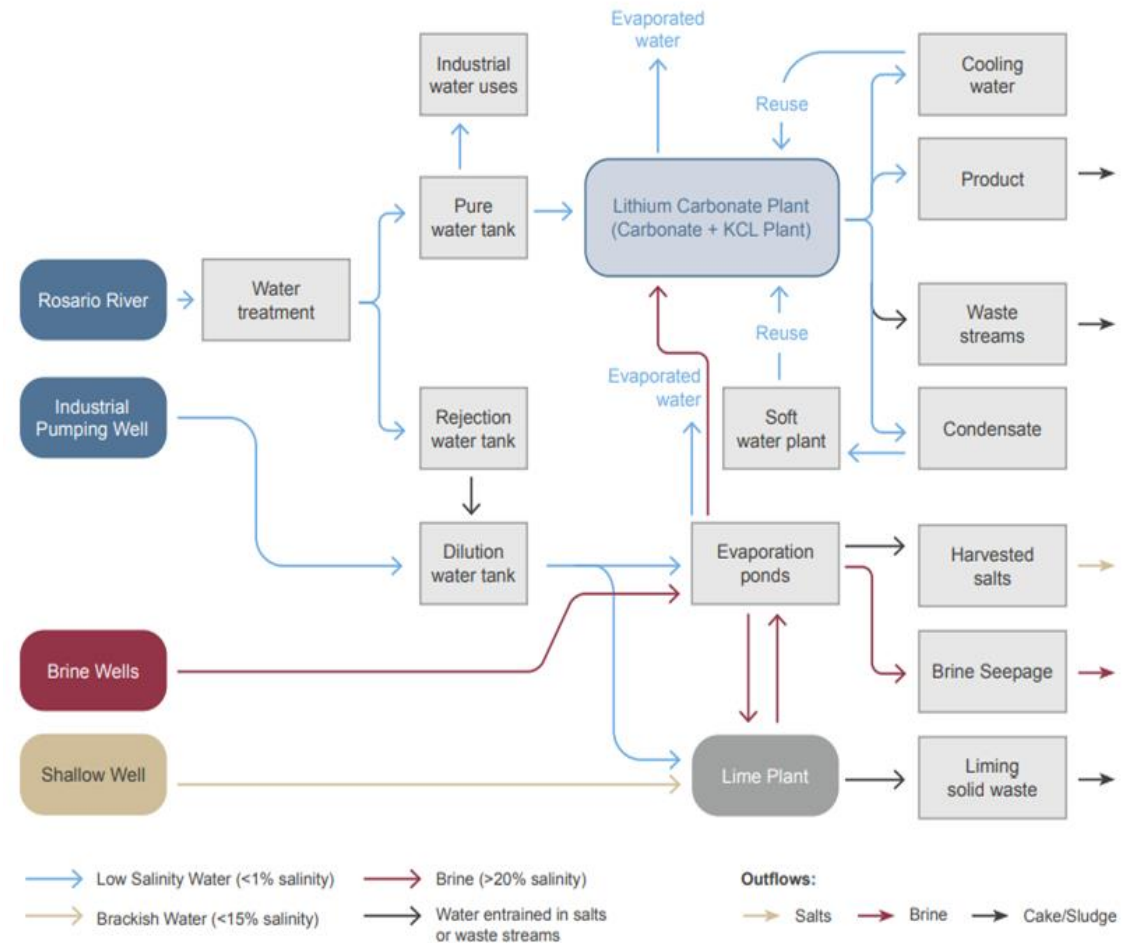 Evaporated
water
Industrial
water uses
Reuse
Cooling
water
Pure
water tank
Lithium Carbonate Plant
(Carbonate + KCL Plant)
Product
Rosario River
Water
treatment
Waste
streams
Reuse
Industrial
Pumping Well
Rejection
water tank
Evaporated
water
Soft
water plant
Condensate
Dilution
water tank
Evaporation
ponds
Harvested
salts
Brine Wells
Brine Seepage
Shallow Well
Lime Plant
Liming
solid waste
Low Salinity Water (<1% salinity)
Brine (>20% salinity)
Outflows:
Brackish Water (<15% salinity)
Water entrained in salts
or waste streams
Salts
Brine
Cake/Sludge